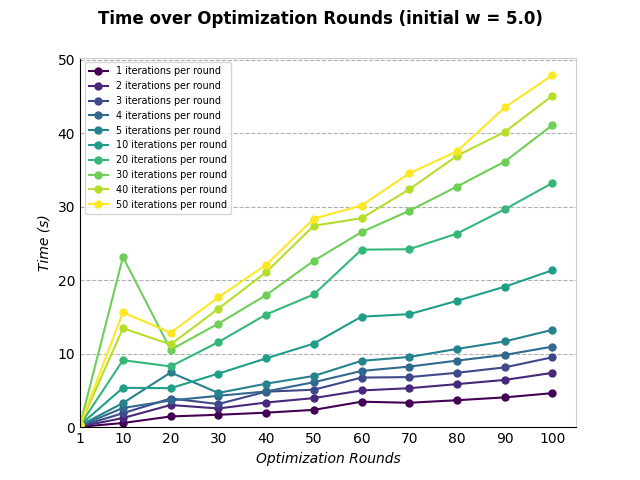 Time over Optimization Rounds (initial w = 5.0)
50
40
30
20
10
0
Time (s)
1 iterations per round
2 iterations per round
3 iterations per round
4 iterations per round
5 iterations per round
10 iterations per round
20 iterations per round
30 iterations per round
40 iterations per round
50 iterations per round
1 10 20 30 40 50 60 70 80 90 100
Optimization Rounds